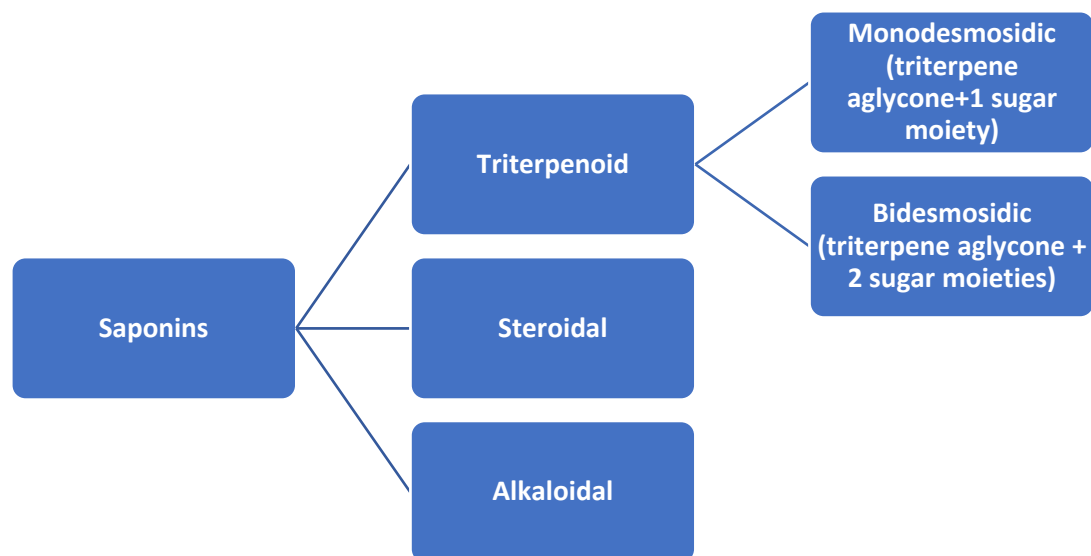 Saponins
Triterpenoid
Steroidal
Alkaloidal
Monodesmosidic
(triterpene
aglycone+1 sugar
moiety)
Bidesmosidic
(triterpene aglycone +
2 sugar moieties)